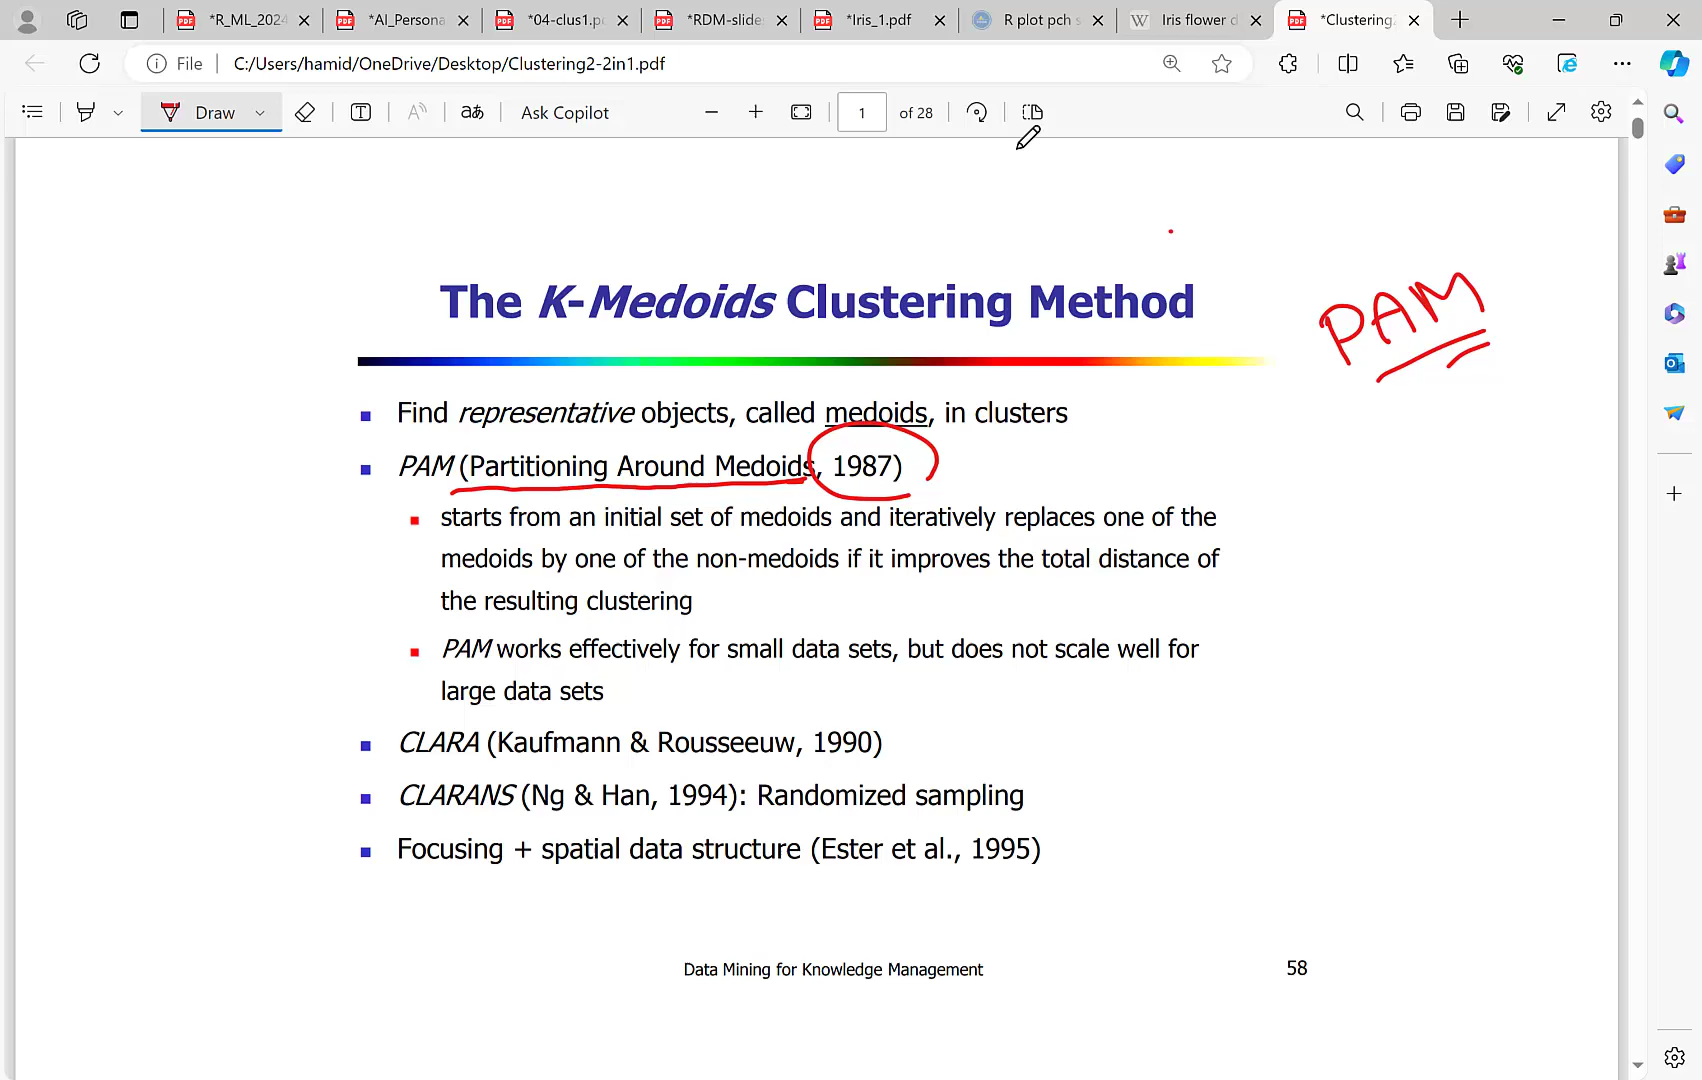 *R_ML_2024
*AI_Persona
*04-clus1.p
*RDM-slide
*Iris_1.pdf
R plot pch s
Iris flower d
*Clustering2
File
C:/Users/hamid/OneDrive/Desktop/Clustering2-2in1.pdf
Draw
aあ
Ask Copilot
1 of 28
The K-Medoids Clustering Method
PAM
Find representative objects, called medoids, in clusters
PAM (Partitioning Around Medoids, 1987)
starts from an initial set of medoids and iteratively replaces one of the
medoids by one of the non-medoids if it improves the total distance of
the resulting clustering
PAM works effectively for small data sets, but does not scale well for
large data sets
CLARA (Kaufmann & Rousseeuw, 1990)
CLARANS (Ng & Han, 1994): Randomized sampling
Focusing + spatial data structure (Ester et al., 1995)
Data Mining for Knowledge Management
58